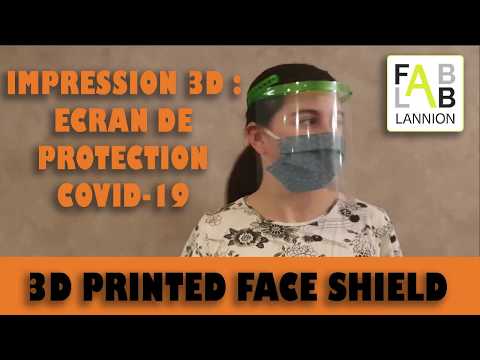 IMPRESSION 3D :
ECRAN DE
PROTECTION
COVID-19
FAB
LAB
LANNION
3D PRINTED FACE SHIELD